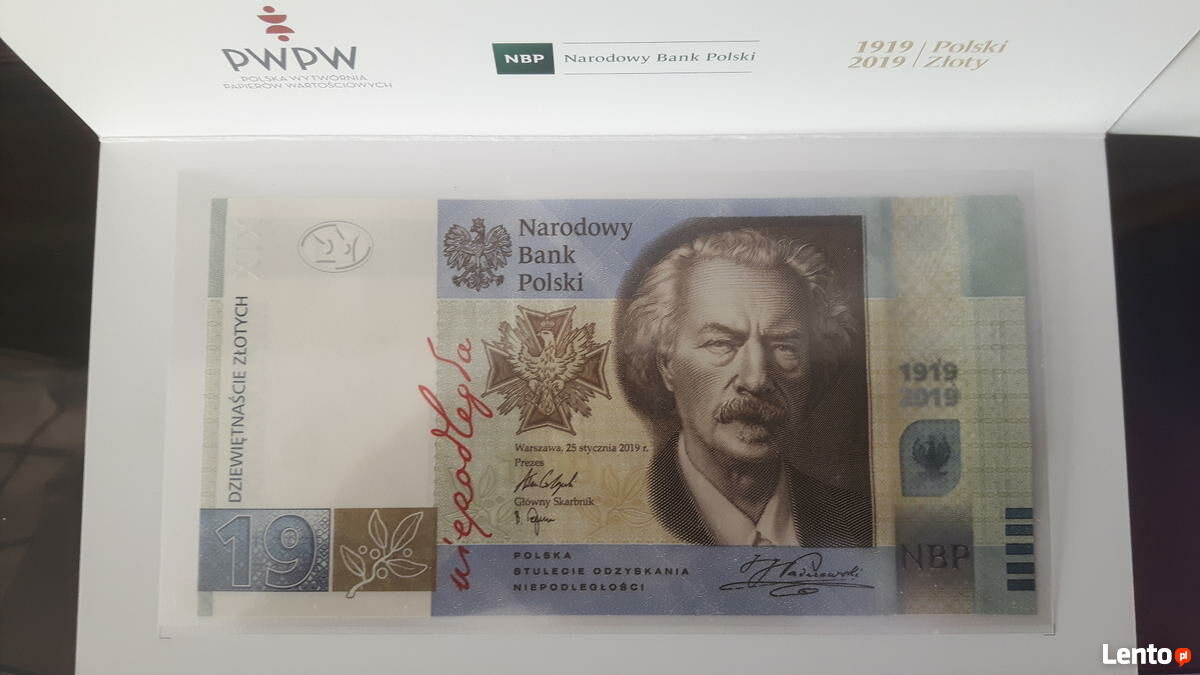 PWPW
POLSKA WYTWÓRNIA
PAPIERÓW WARTOŚCIOWYCH
NBP Narodowy Bank Polski
1919 / Polski
2019 / Złoty
XIX
DZIEWIĘTNAŚCIE ZŁOTYCH
19
niepodległa
Narodowy
Bank
Polski
Warszawa, 25 stycznia 2019 r.
Prezes
Główny Skarbnik
POLSKA
STULECIE ODZYSKANIA
NIEPODLEGŁOŚCI
1919
2019
NBP
Lento.pl